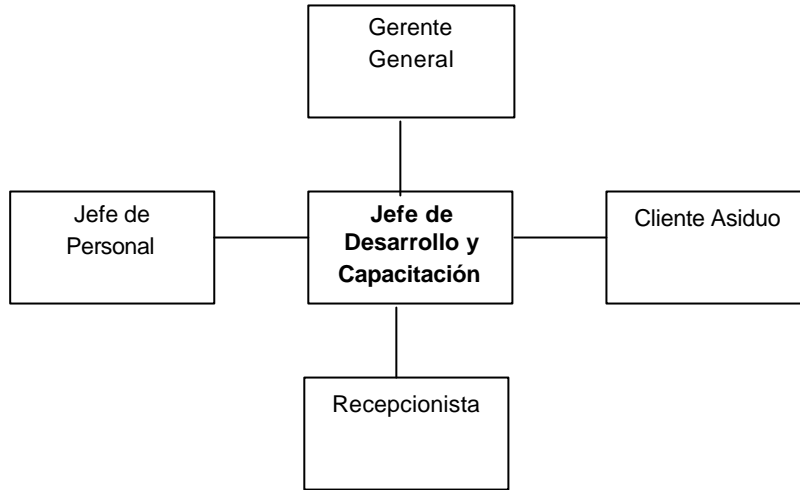 Gerente
General
Jefe de
Personal
Jefe de
Desarrollo y
Capacitación
Cliente Asiduo
Recepcionista